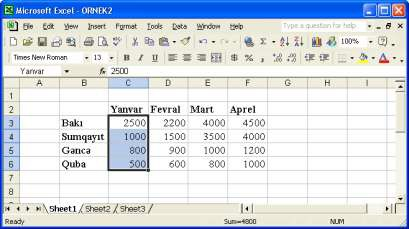 Microsoft Excel - ORNEK2
File Edit View Insert Format Tools Data Window Help Type a question for help
100%
Times New Roman 13 B I U $
Yanvar fx 2500
A B C D E F G H
1
2 Yanvar Fevral Mart Aprel
3 Bakı 2500 2200 4000 4500
4 Sumqayıt 1000 1500 3500 4000
5 Gəncə 800 900 1000 1200
6 Quba 500 600 800 1000
7
8
Sheet1 Sheet2 Sheet3
Ready Sum=4800 NUM